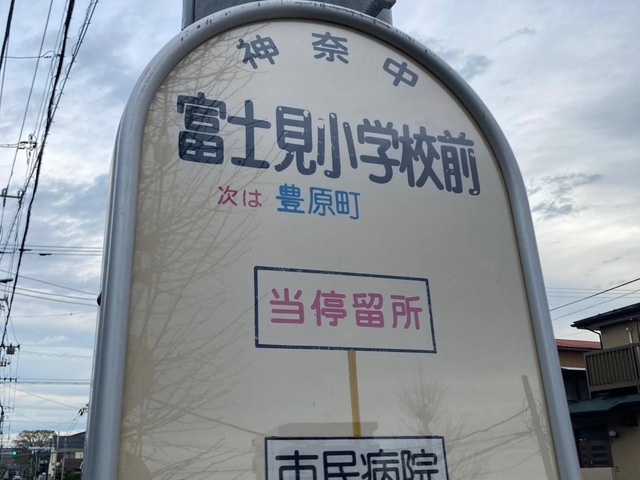 神奈中
富士見小学校前
次は 豊原町
当停留所
市民病院